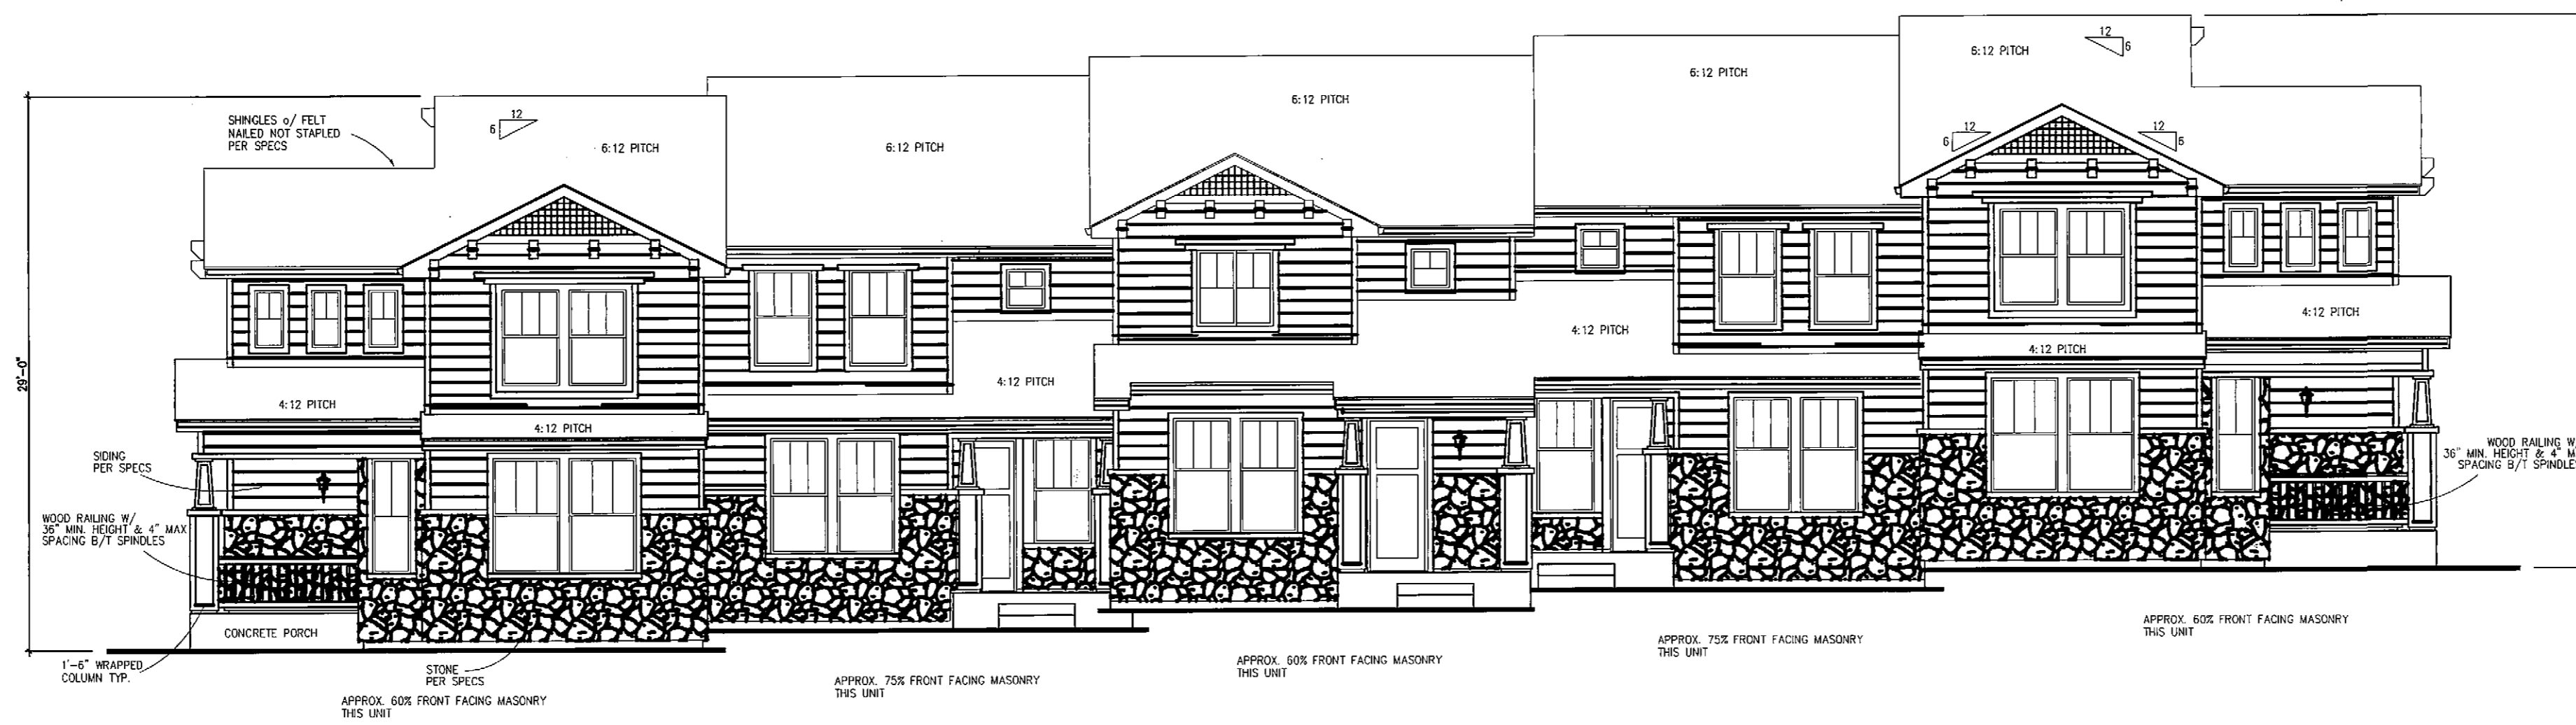 12
6
6:12 PITCH
6:12 PITCH
6:12 PITCH
12
6
6:12 PITCH
SHINGLES o/ FELT
NAILED NOT STAPLED
PER SPECS
12
6
12
6
6:12 PITCH
6:12 PITCH
29'-0"
4:12 PITCH
4:12 PITCH
4:12 PITCH
4:12 PITCH
4:12 PITCH
4:12 PITCH
SIDING
PER SPECS
WOOD RAILING W/
36" MIN. HEIGHT & 4" MAX
SPACING B/T SPINDLES
WOOD RAILING W
36" MIN. HEIGHT & 4" M
SPACING B/T SPINDLE
CONCRETE PORCH
1'-6" WRAPPED
COLUMN TYP.
STONE
PER SPECS
APPROX. 60% FRONT FACING MASONRY
THIS UNIT
APPROX. 75% FRONT FACING MASONRY
THIS UNIT
APPROX. 60% FRONT FACING MASONRY
THIS UNIT
APPROX. 75% FRONT FACING MASONRY
THIS UNIT
APPROX. 60% FRONT FACING MASONRY
THIS UNIT